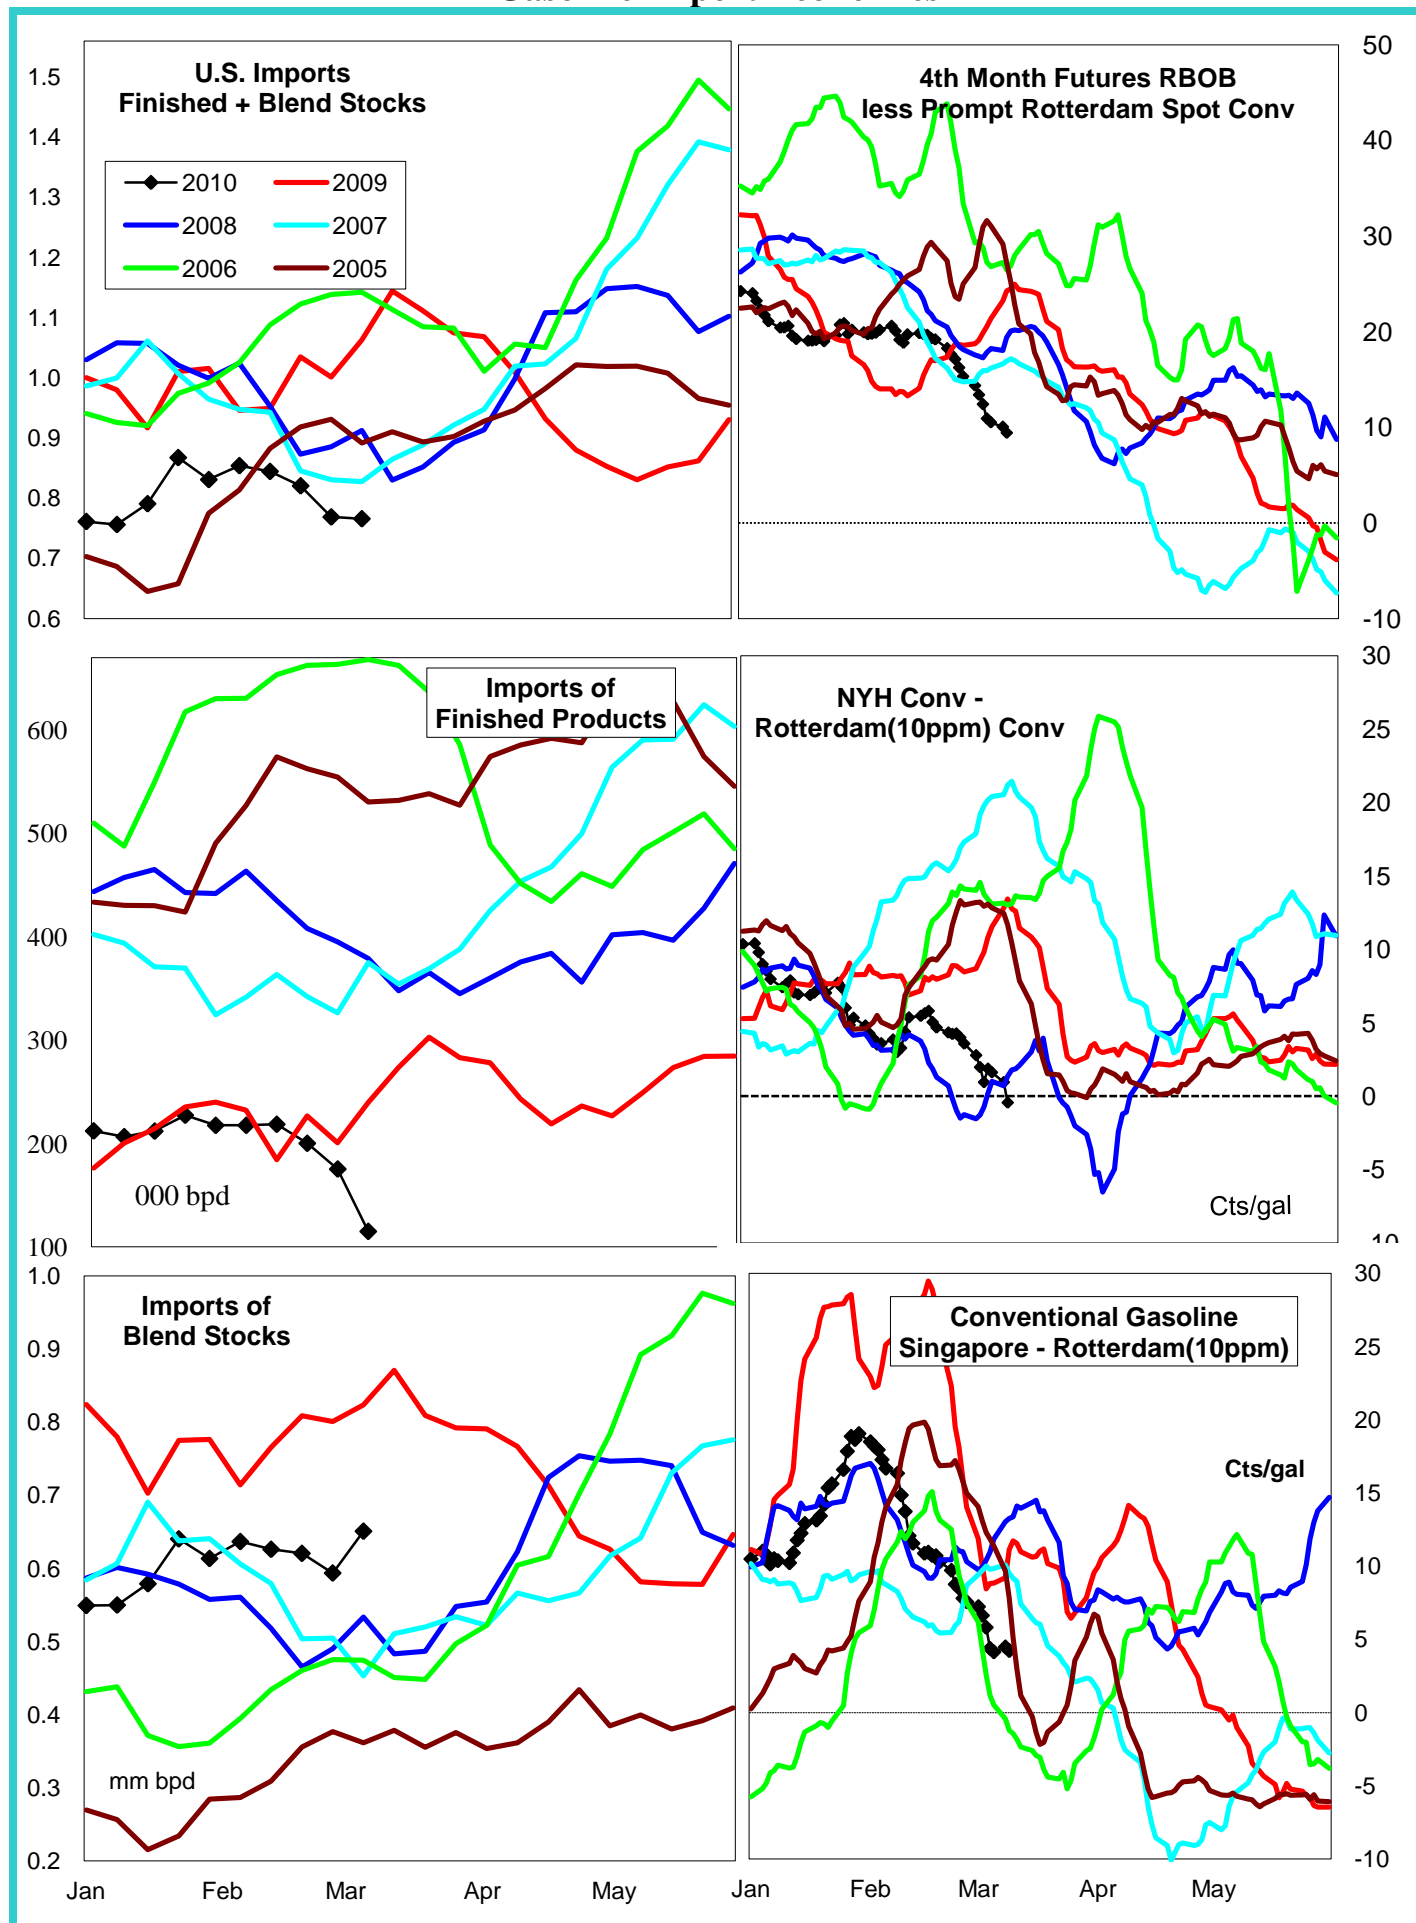 U.S. Imports
Finished + Blend Stocks
1.5
1.4
1.3
1.2
1.1
1.0
0.9
0.8
0.7
0.6
2010 2009
2008 2007
2006 2005
4th Month Futures RBOB
less Prompt Rotterdam Spot Conv
50
40
30
20
10
0
-10
Imports of
Finished Products
600
500
400
300
200
100
000 bpd
NYH Conv -
Rotterdam(10ppm) Conv
30
25
20
15
10
5
0
-5
-10
Cts/gal
Imports of
Blend Stocks
1.0
0.9
0.8
0.7
0.6
0.5
0.4
0.3
0.2
mm bpd
Jan Feb Mar Apr May
Conventional Gasoline
Singapore - Rotterdam(10ppm)
Cts/gal
30
25
20
15
10
5
0
-5
-10
Jan Feb Mar Apr May